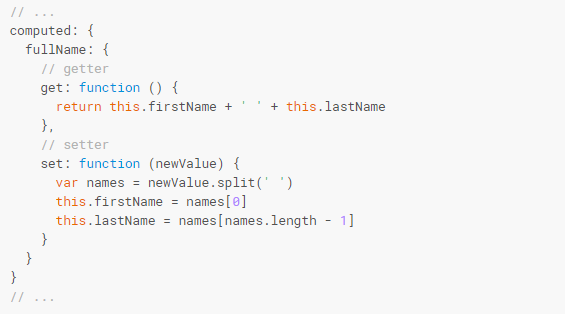 // ...
computed: {
  fullName: {
    // getter
    get: function () {
      return this.firstName + ' ' + this.lastName
    },
    // setter
    set: function (newValue) {
      var names = newValue.split(' ')
      this.firstName = names[0]
      this.lastName = names[names.length - 1]
    }
  }
}
// ...